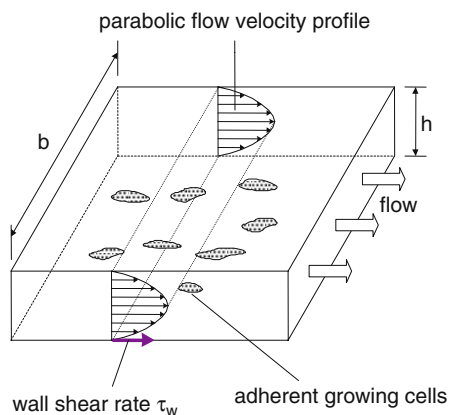 parabolic flow velocity profile
b
h
flow
wall shear rate τw
adherent growing cells